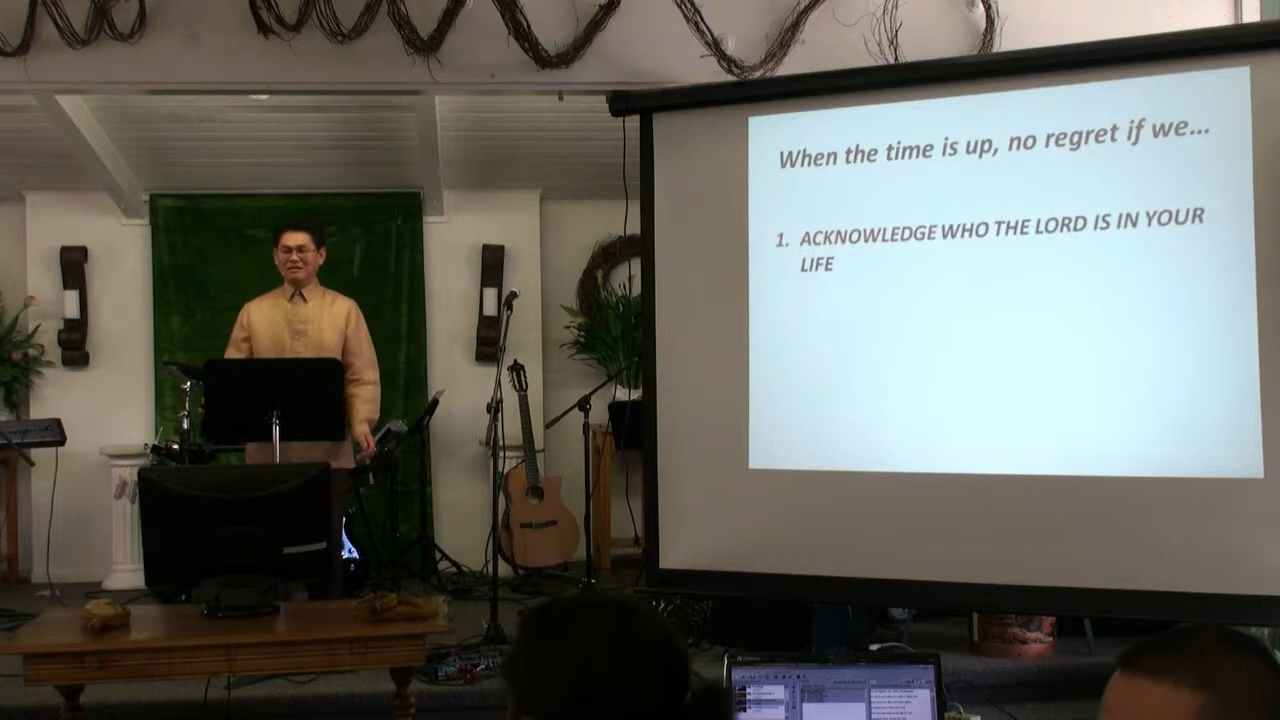 When the time is up, no regret if we...
1. ACKNOWLEDGE WHO THE LORD IS IN YOUR
LIFE